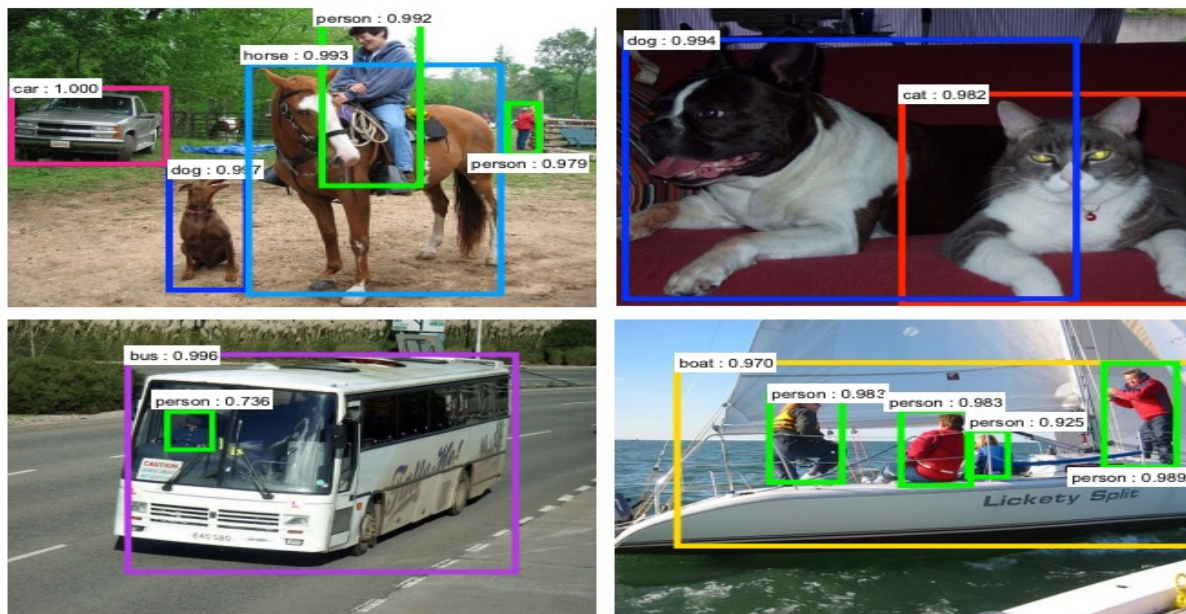 person : 0.992
horse : 0.993
car : 1.000
dog : 0.997
person : 0.979
dog : 0.994
cat : 0.982
bus : 0.996
person : 0.736
CAUTION
boat : 0.970
person : 0.983
person : 0.983
person : 0.925
person : 0.989
Lickety Split